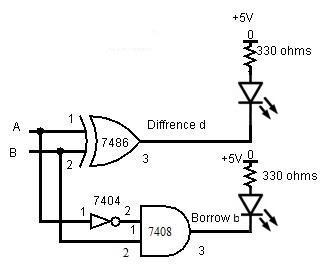 +5V
0
330 ohms
A
1
Diffrence d
B
7486
2
3
+5V 0
330 ohms
7404
1
2
Borrow b
1
7408
2
3